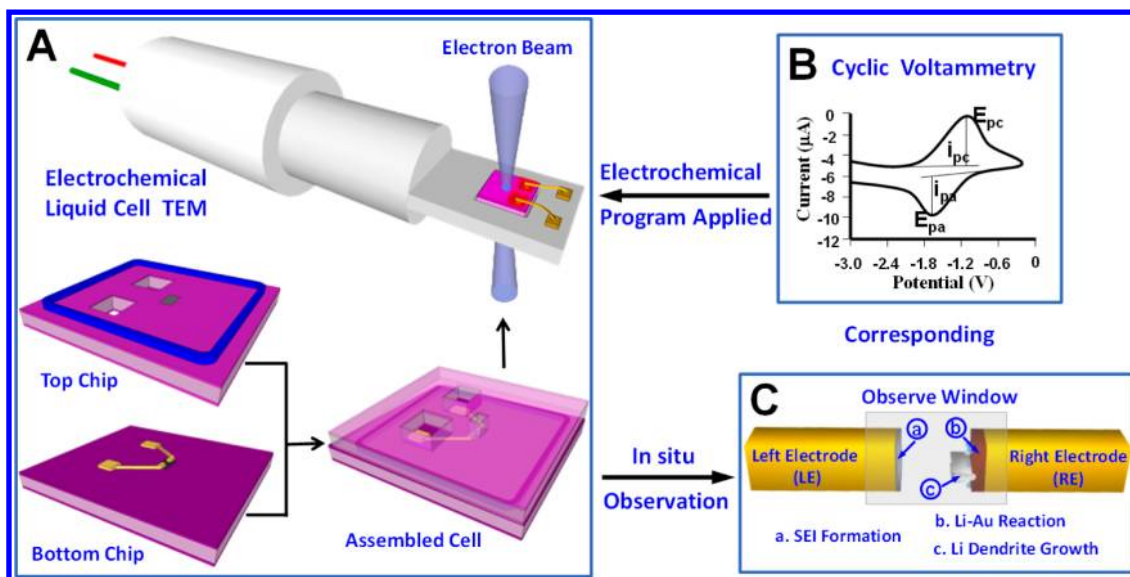 A
Electron Beam
Electrochemical
Liquid Cell TEM
Top Chip
Bottom Chip
Assembled Cell
Electrochemical
Program Applied
B
Cyclic Voltammetry
Current (μA)
0
-2
-4
-6
-8
-10
-12
Epc
ipc
ipa
Epa
-3.0 -2.4 -1.8 -1.2 -0.6 0
Potential (V)
Corresponding
In situ
Observation
C
Observe Window
a
b
c
Left Electrode
(LE)
Right Electrode
(RE)
a. SEI Formation
b. Li-Au Reaction
c. Li Dendrite Growth